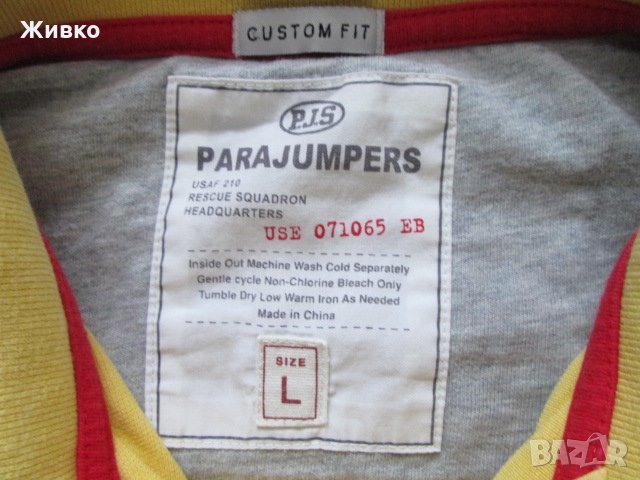 Живко
CUSTOM FIT
P.J.S
PARAJUMPERS
USAF 210
RESCUE SQUADRON
HEADQUARTERS
USE 071065 EB
Inside Out Machine Wash Cold Separately
Gentle cycle Non-Chlorine Bleach Only
Tumble Dry Low Warm Iron As Needed
Made in China
SIZE
L
BAZAR